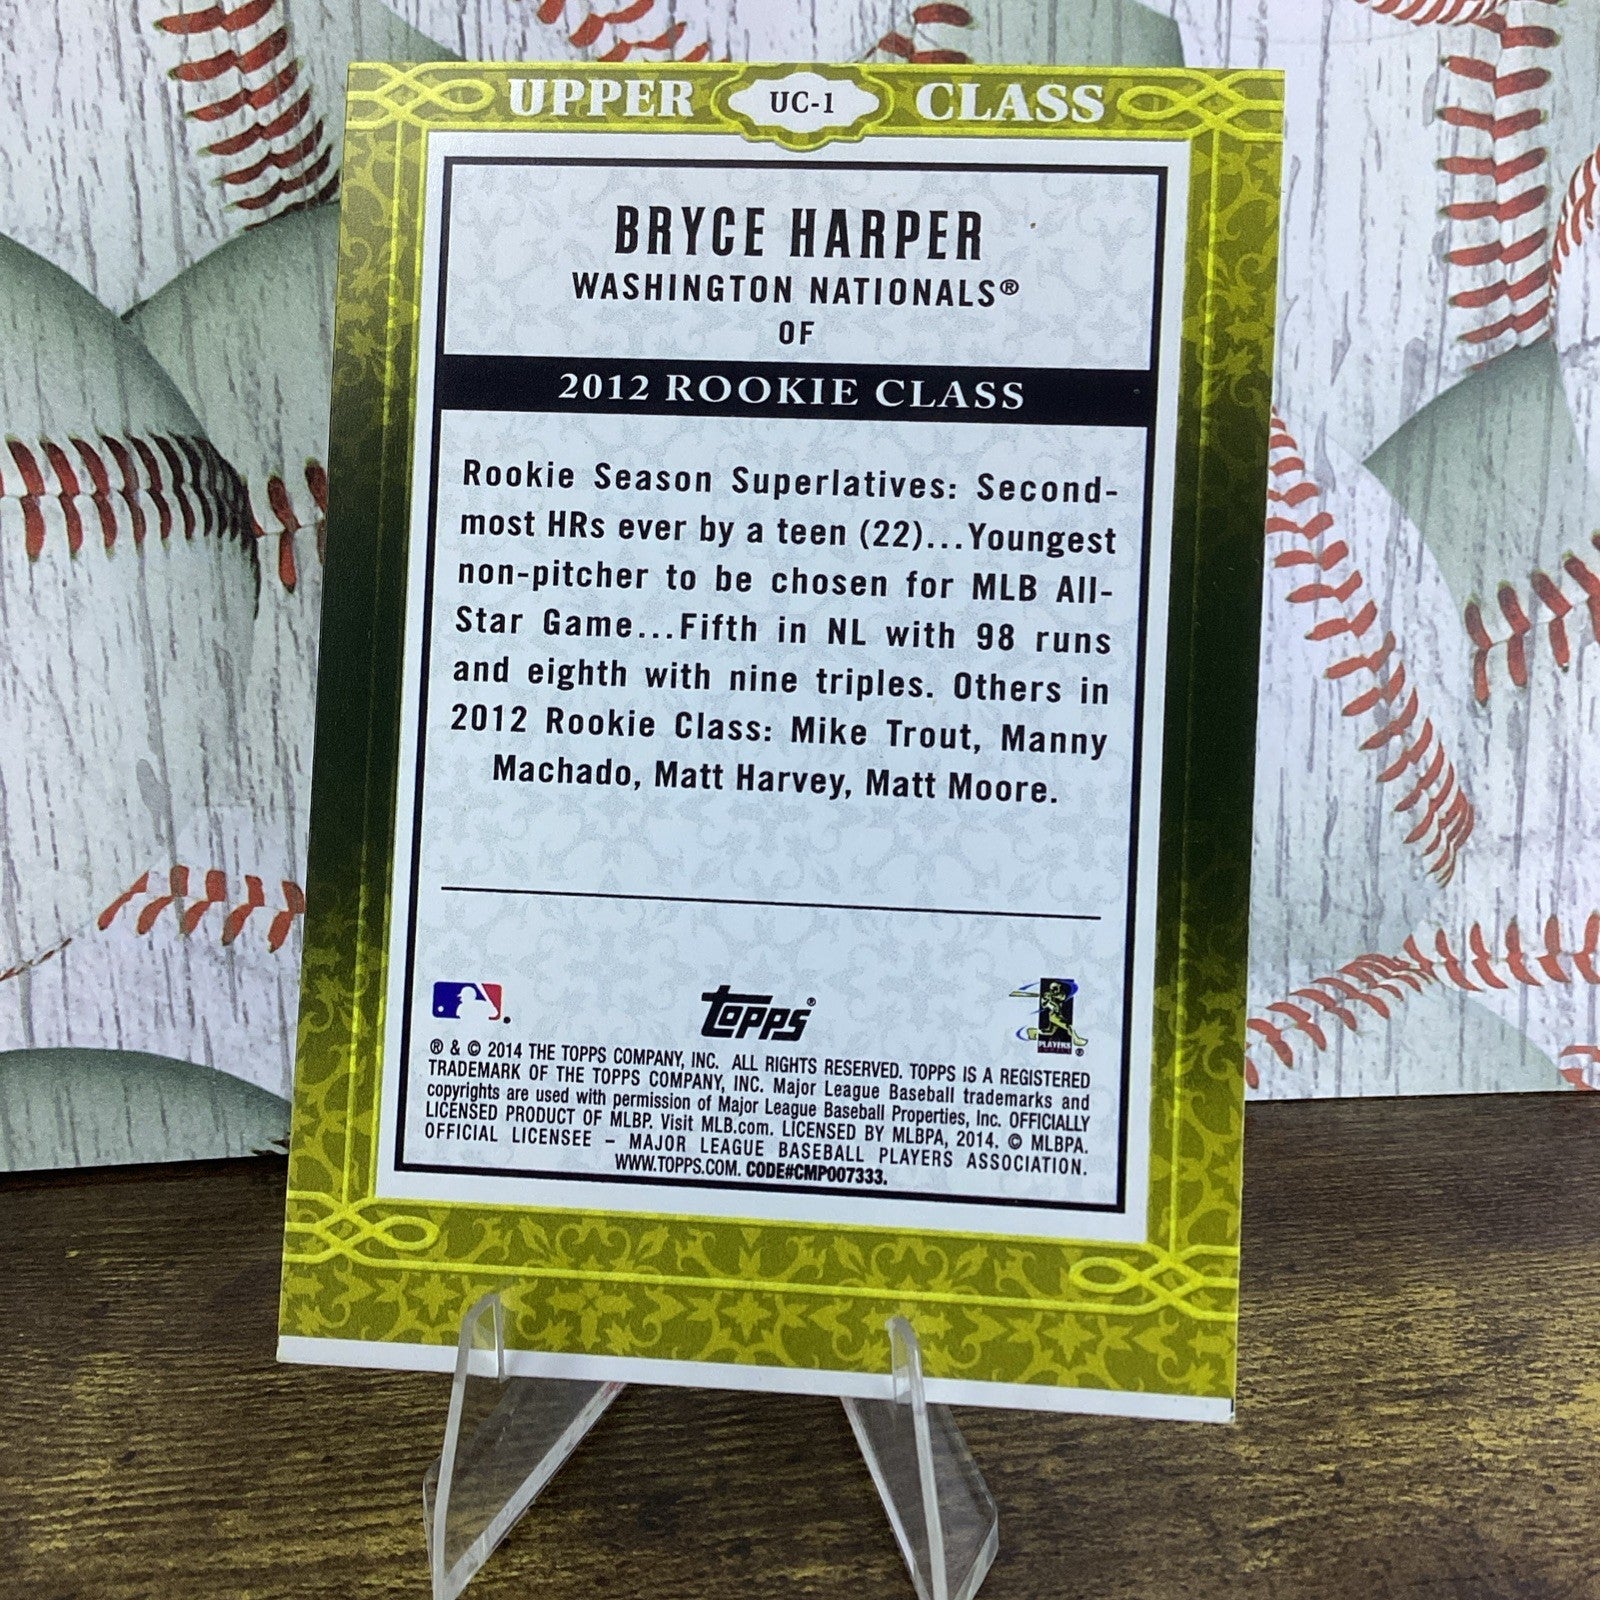 UPPER UC-1 CLASS
BRYCE HARPER
WASHINGTON NATIONALS®
OF
2012 ROOKIE CLASS
Rookie Season Superlatives: Second-
most HRs ever by a teen (22)...Youngest
non-pitcher to be chosen for MLB All-
Star Game...Fifth in NL with 98 runs
and eighth with nine triples. Others in
2012 Rookie Class: Mike Trout, Manny
Machado, Matt Harvey, Matt Moore.
topps®
PLAYERS
®
® & © 2014 THE TOPPS COMPANY, INC. ALL RIGHTS RESERVED. TOPPS IS A REGISTERED
TRADEMARK OF THE TOPPS COMPANY, INC. Major League Baseball trademarks and
copyrights are used with permission of Major League Baseball Properties, Inc. OFFICIALLY
LICENSED PRODUCT OF MLBP. Visit MLB.com. LICENSED BY MLBPA, 2014. © MLBPA.
OFFICIAL LICENSEE – MAJOR LEAGUE BASEBALL PLAYERS ASSOCIATION.
WWW.TOPPS.COM. CODE#CMP007333.